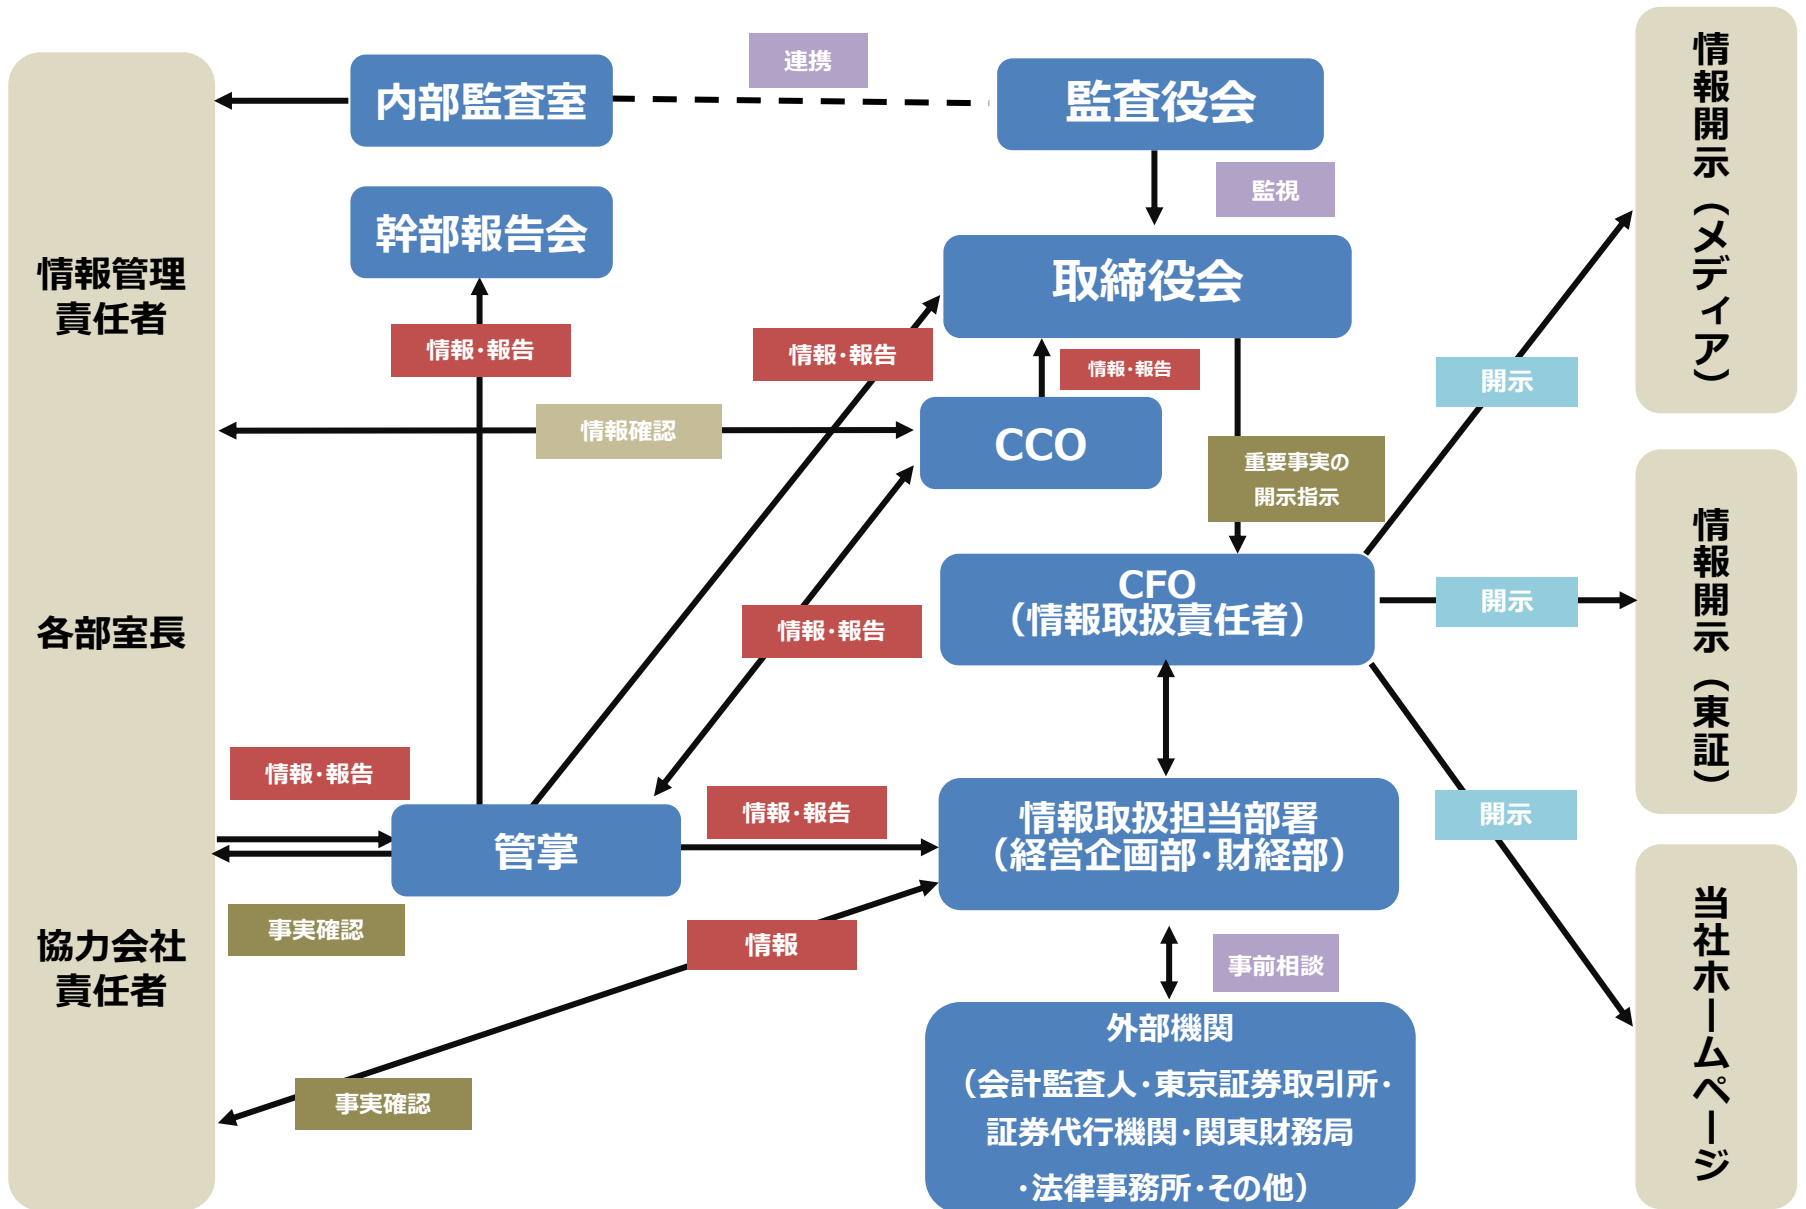 連携
内部監査室
監査役会
監視
幹部報告会
取締役会
情報管理
責任者
各部室長
協力会社
責任者
情報・報告
情報・報告
情報・報告
情報確認
CCO
重要事実の
開示指示
CFO
（情報取扱責任者）
情報・報告
情報・報告
管掌
情報・報告
情報取扱担当部署
（経営企画部・財経部）
事実確認
情報
事前相談
事実確認
外部機関
（会計監査人・東京証券取引所・
証券代行機関・関東財務局
・法律事務所・その他）
開示
開示
開示
情報開示（メディア）
情報開示（東証）
当社ホームページ